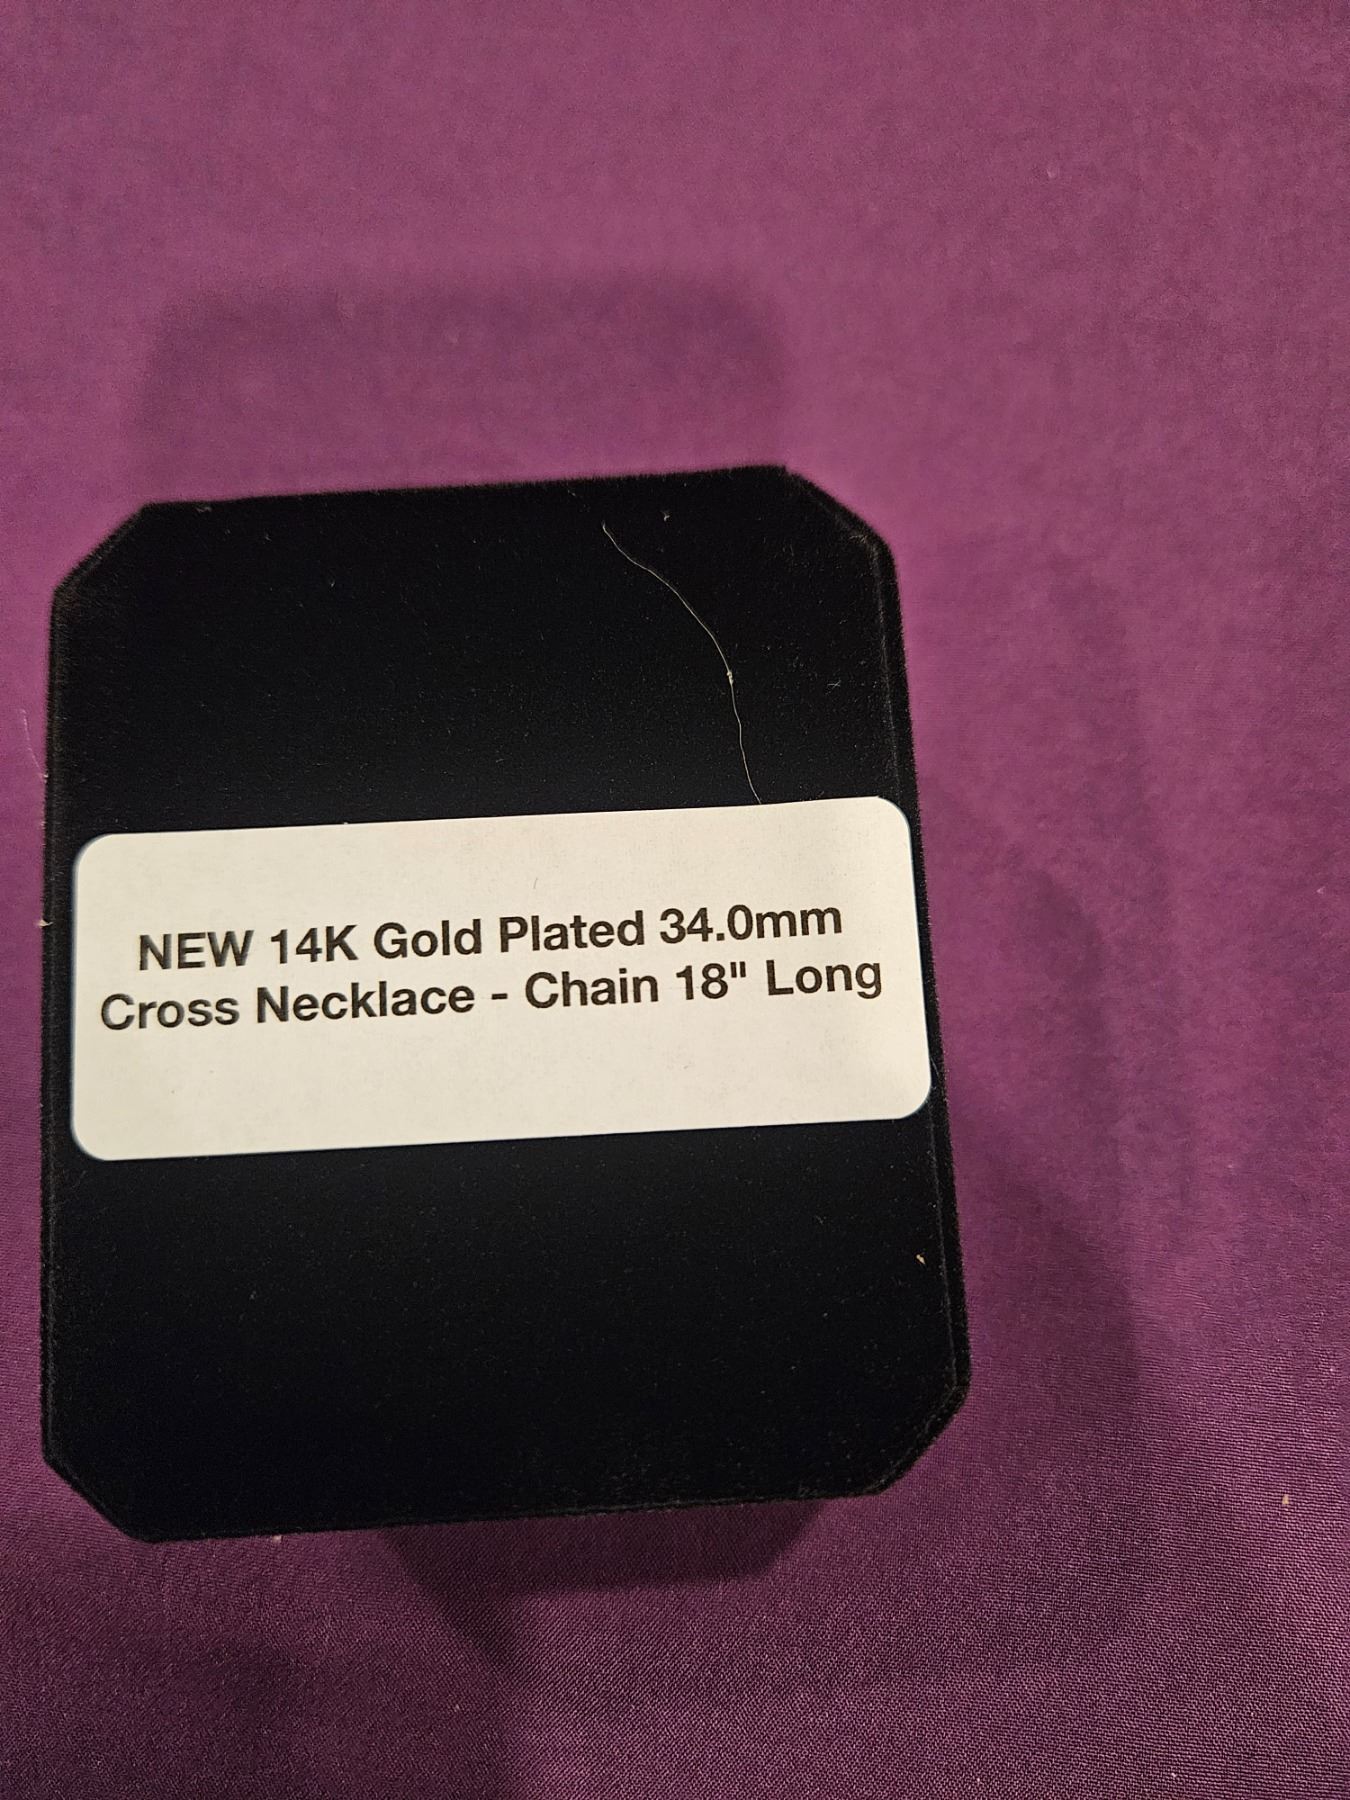 NEW 14K Gold Plated 34.0mm
Cross Necklace - Chain 18" Long